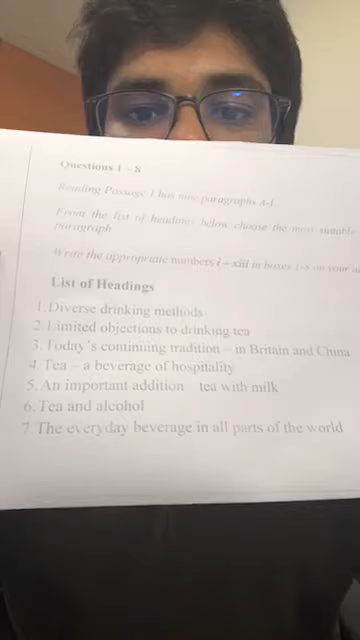 Questions 1 – 8
Reading Passage 1 has nine paragraphs A-I.
From the list of headings below choose the most suitable
paragraph
Write the appropriate numbers i – xiii in boxes 1-8 on your
List of Headings
1. Diverse drinking methods
2. Limited objections to drinking tea
3. Today's continuing tradition – in Britain and China
4. Tea – a beverage of hospitality
5. An important addition tea with milk
6. Tea and alcohol
7. The everyday beverage in all parts of the world